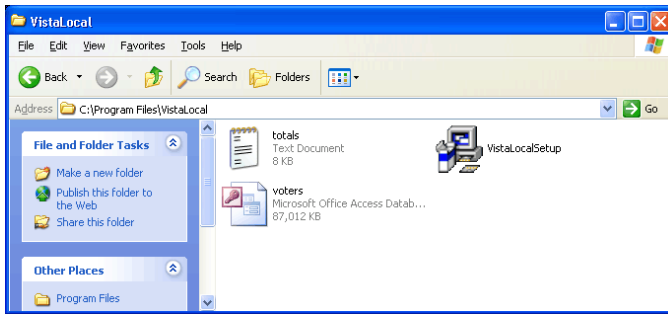 VistaLocal
File Edit View Favorites Tools Help
Back Search Folders
Address C:\Program Files\VistaLocal Go
File and Folder Tasks
Make a new folder
Publish this folder to
the Web
Share this folder
Other Places
Program Files
totals
Text Document
8 KB
VistaLocalSetup
voters
Microsoft Office Access Datab...
87,012 KB